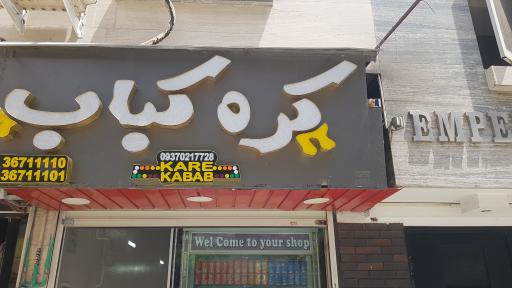 کره کباب
36711110
36711101
09370217728
KARE
KABAB
EMPE
Wel Come to your shop